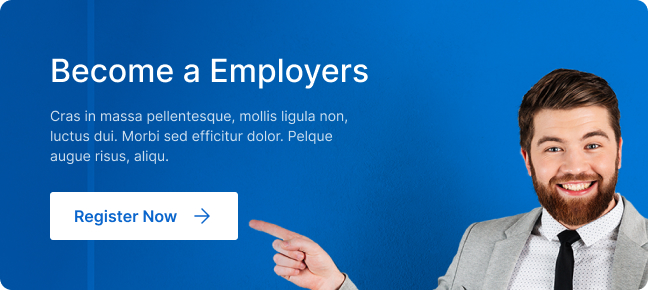 Become a Employers
Cras in massa pellentesque, mollis ligula non,
luctus dui. Morbi sed efficitur dolor. Pelque
augue risus, aliqu.
Register Now